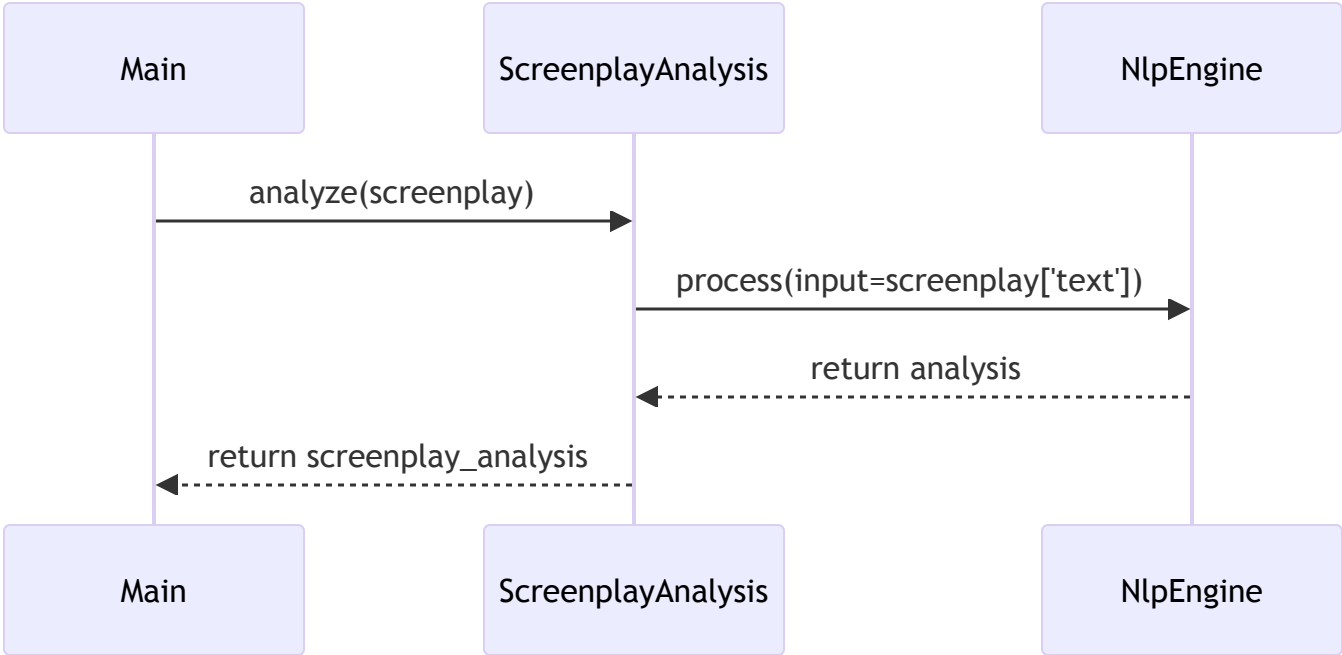 Main
ScreenplayAnalysis
NlpEngine
analyze(screenplay)
process(input=screenplay['text'])
return analysis
return screenplay_analysis
Main
ScreenplayAnalysis
NlpEngine